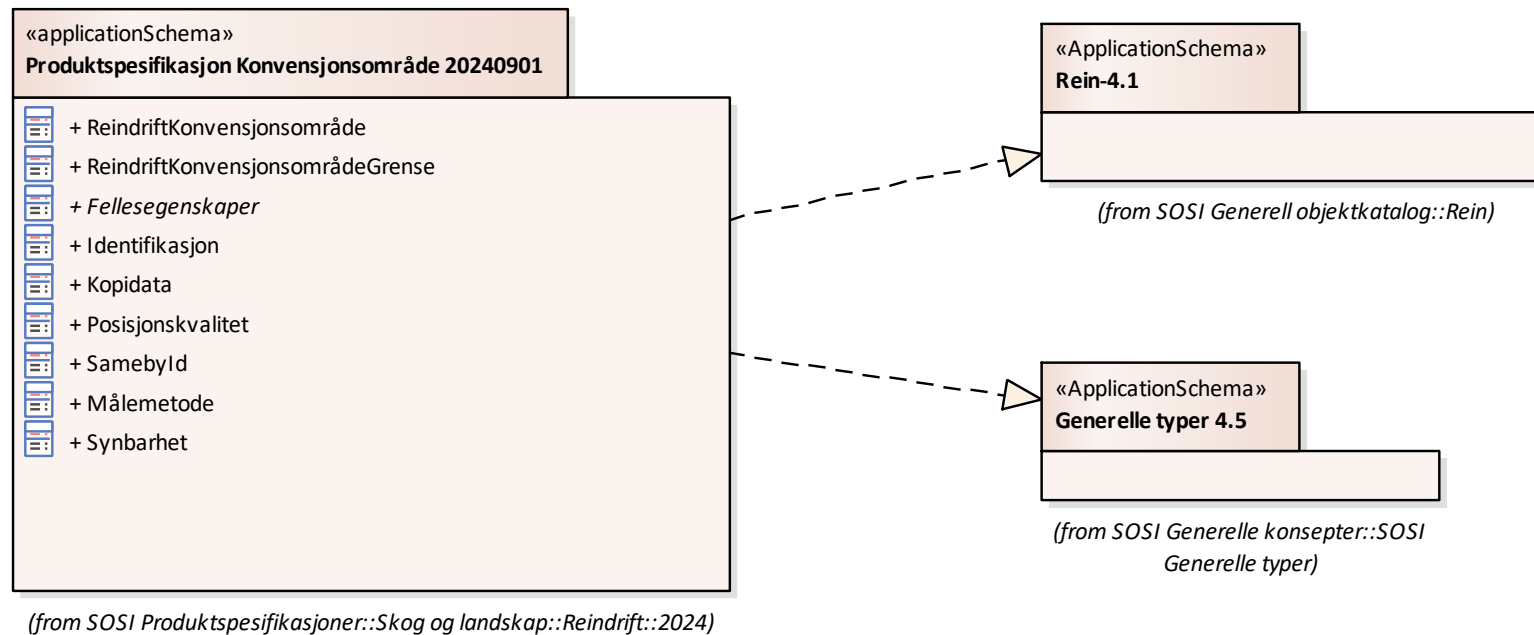 «applicationSchema»
Produktspesifikasjon Konvensjonsområde 20240901
+ ReindriftKonvensjonsområde
+ ReindriftKonvensjonsområdeGrense
+ Fellesegenskaper
+ Identifikasjon
+ Kopidata
+ Posisjonskvalitet
+ SamebyId
+ Målemetode
+ Synbarhet
(from SOSI Produktspesifikasjoner::Skog og landskap::Reindrift::2024)
«ApplicationSchema»
Rein-4.1
(from SOSI Generell objektkatalog::Rein)
«ApplicationSchema»
Generelle typer 4.5
(from SOSI Generelle konsepter::SOSI
Generelle typer)